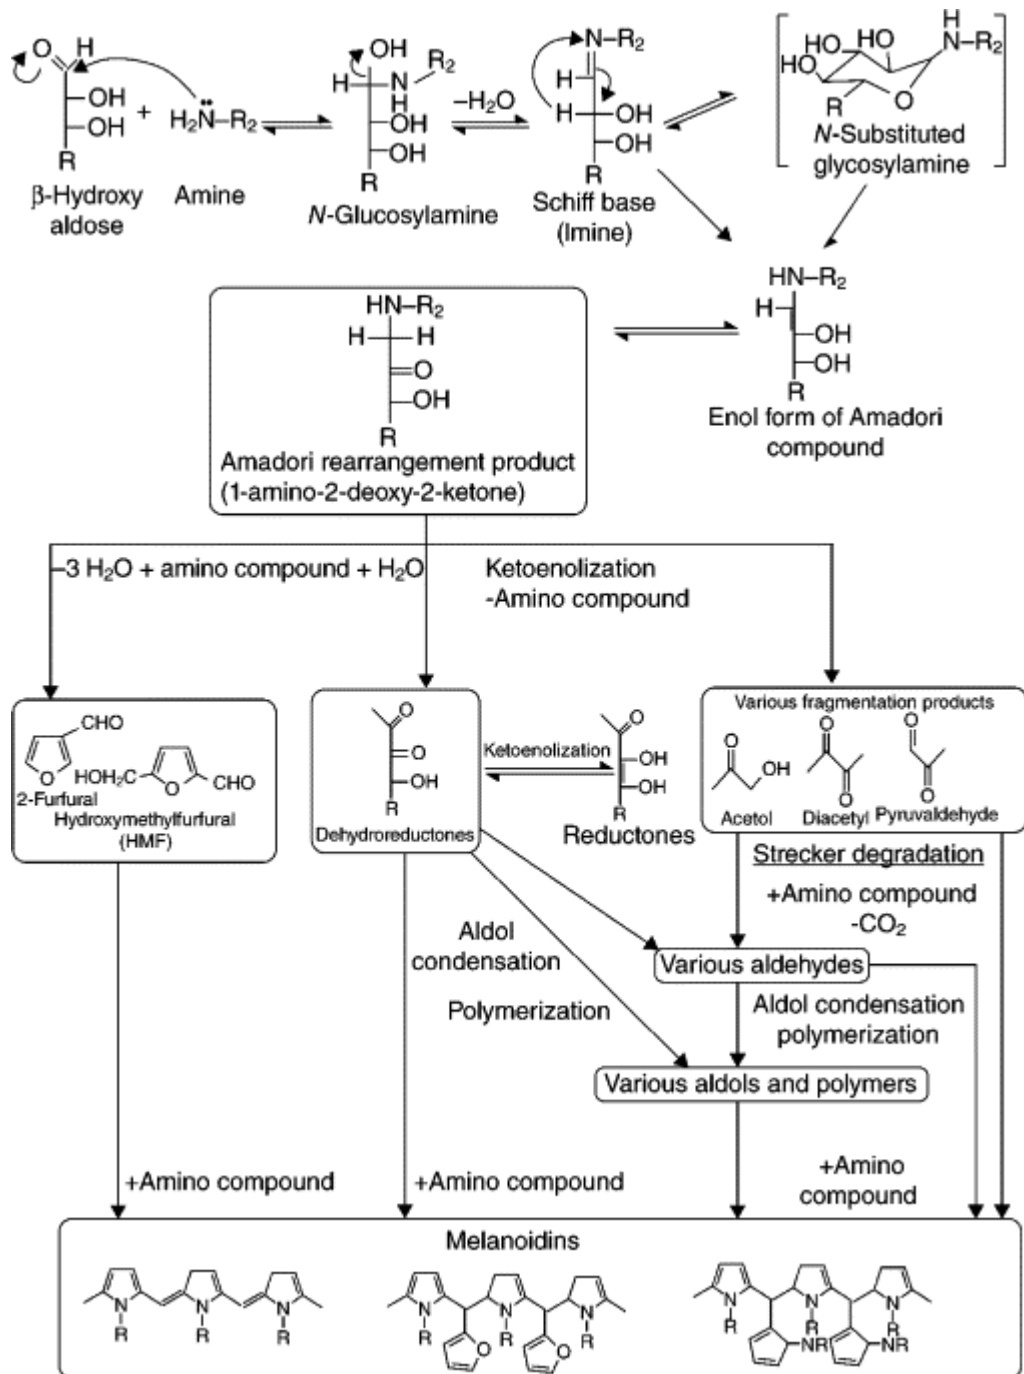 O H
OH
OH
R
+
H₂N̈–R₂
β-Hydroxy
aldose
Amine
OH
H N R₂
H
OH
OH
R
N-Glucosylamine
–H₂O
N–R₂
H
H OH
OH
R
Schiff base
(Imine)
H
HO OH N–R₂
HO
HO
R O
N-Substituted
glycosylamine
HN–R₂
H
OH
OH
R
Enol form of Amadori
compound
HN–R₂
H H
O
OH
R
Amadori rearrangement product
(1-amino-2-deoxy-2-ketone)
–3 H₂O + amino compound + H₂O
Ketoenolization
-Amino compound
CHO
O
2-Furfural
HOH₂C O CHO
Hydroxymethylfurfural
(HMF)
O
O
OH
R
Dehydroreductones
Ketoenolization
O
OH
OH
R
Reductones
Various fragmentation products
O
OH
Acetol
O
O
Diacetyl
O
O
Pyruvaldehyde
Strecker degradation
+Amino compound
-CO₂
Aldol
condensation
Polymerization
Various aldehydes
Aldol condensation
polymerization
Various aldols and polymers
+Amino compound
+Amino compound
+Amino
compound
Melanoidins
N N N
R R R
N N N
R R R
O O
N N N
R R R
NR NR